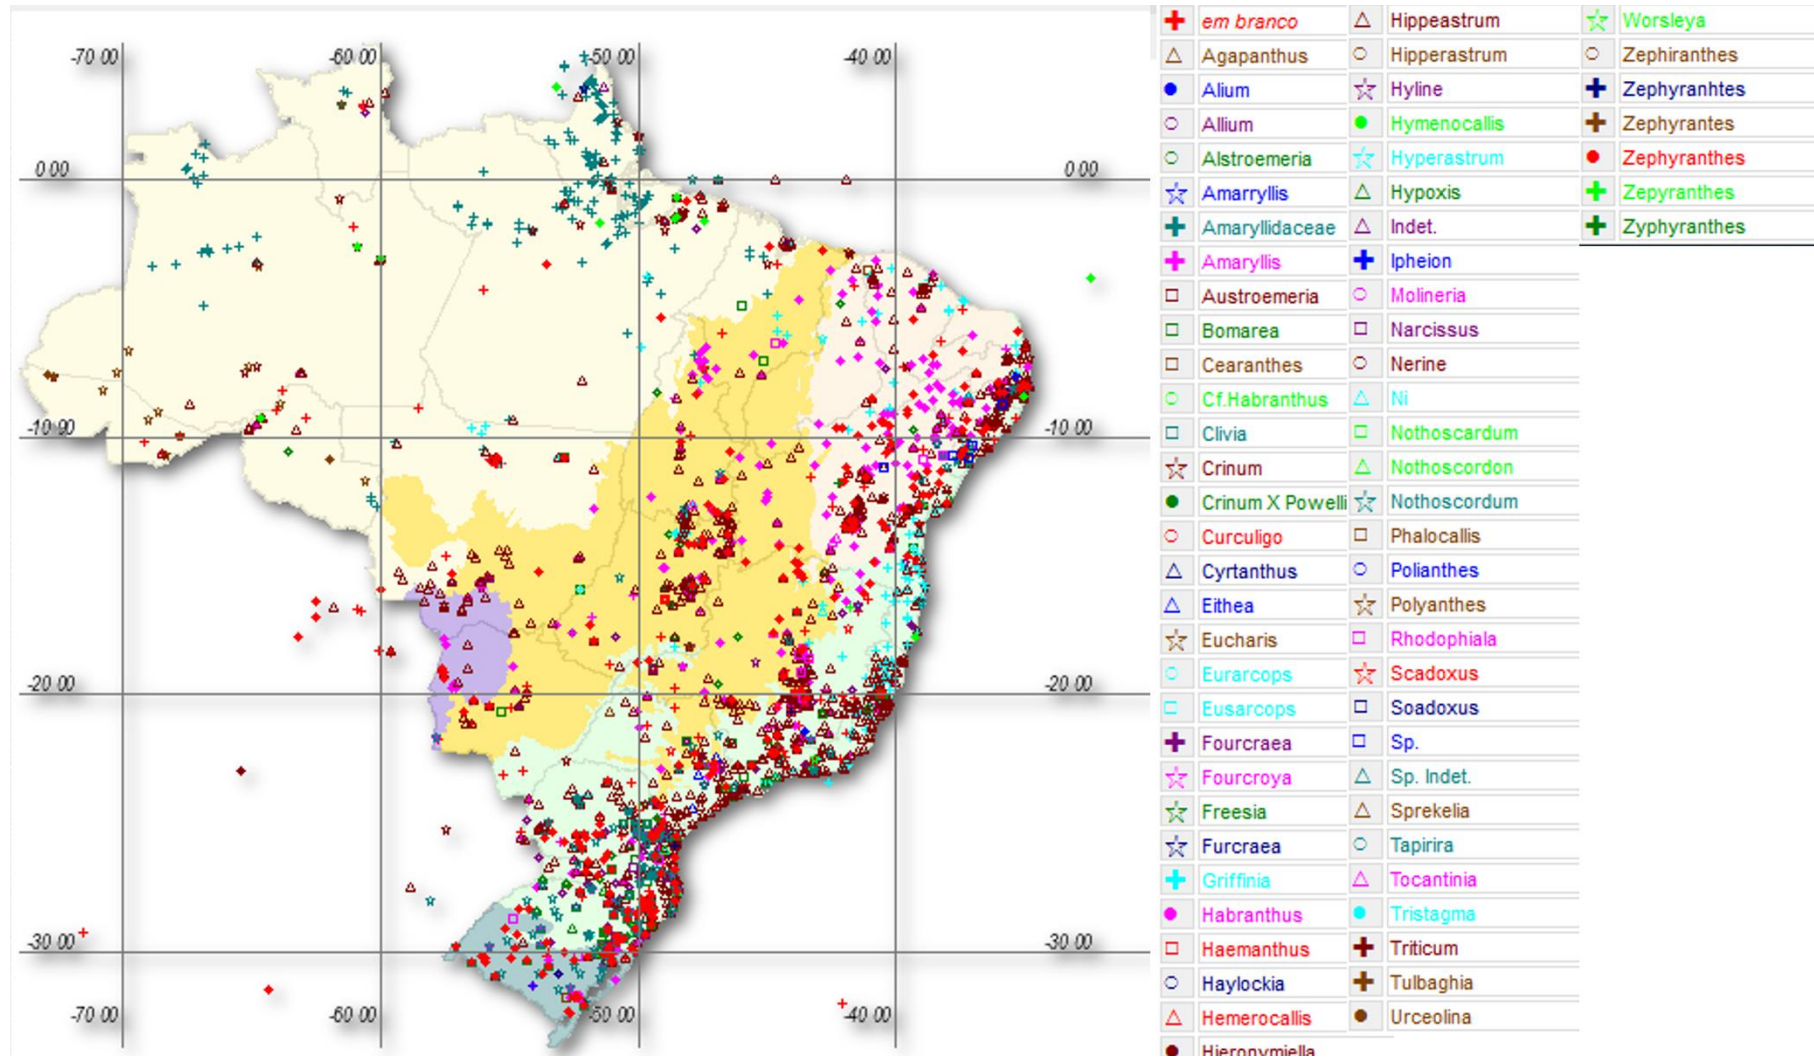 -70 00
-60 00
-50 00
-40 00
0 00
0 00
-10 00
-10 00
-20 00
-20 00
-30 00
-30 00
-70 00
-60 00
-50 00
-40 00
em branco
Agapanthus
Alium
Allium
Alstroemeria
Amarryllis
Amaryllidaceae
Amaryllis
Austroemeria
Bomarea
Cearanthes
Cf.Habranthus
Clivia
Crinum
Crinum X Powelli
Curculigo
Cyrtanthus
Eithea
Eucharis
Eurarcops
Eusarcops
Fourcraea
Fourcroya
Freesia
Furcraea
Griffinia
Habranthus
Haemanthus
Haylockia
Hemerocallis
Hieronymiella
Hippeastrum
Hipperastrum
Hyline
Hymenocallis
Hyperastrum
Hypoxis
Indet.
Ipheion
Molineria
Narcissus
Nerine
Ni
Nothoscardum
Nothoscordon
Nothoscordum
Phalocallis
Polianthes
Polyanthes
Rhodophiala
Scadoxus
Soadoxus
Sp.
Sp. Indet.
Sprekelia
Tapirira
Tocantinia
Tristagma
Triticum
Tulbaghia
Urceolina
Worsleya
Zephiranthes
Zephyranhtes
Zephyrantes
Zephyranthes
Zepyranthes
Zyphyranthes